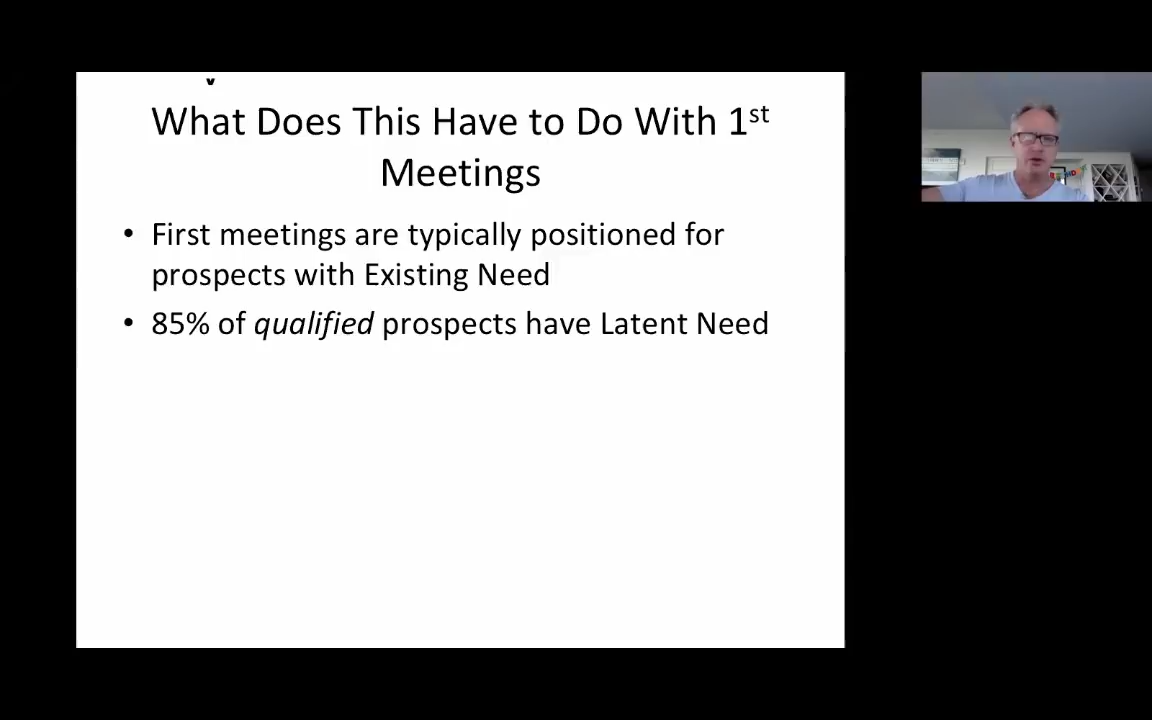 What Does This Have to Do With 1st
Meetings
• First meetings are typically positioned for
prospects with Existing Need
• 85% of qualified prospects have Latent Need